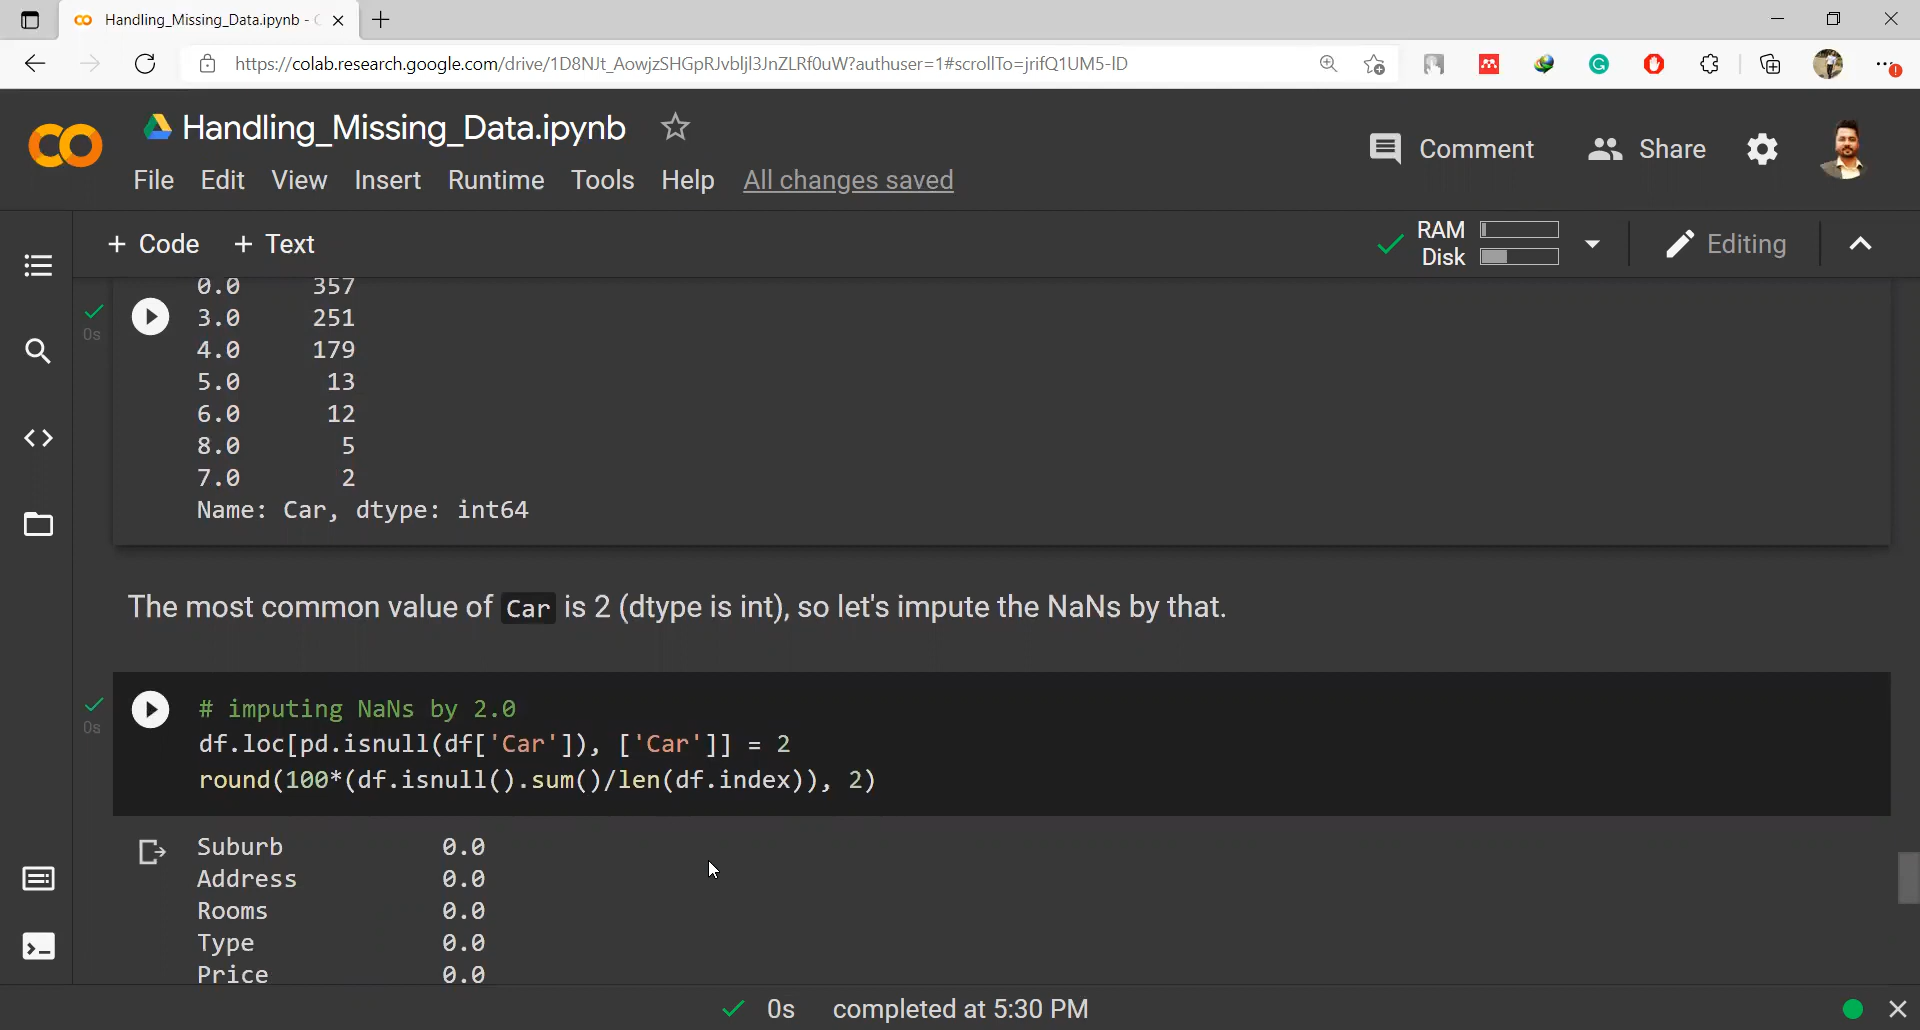 Handling_Missing_Data.ipynb - C
https://colab.research.google.com/drive/1D8NJt_AowjzSHGpRJvbljl3JnZLRf0uW?authuser=1#scrollTo=jrifQ1UM5-lD
Handling_Missing_Data.ipynb
Comment Share
File Edit View Insert Runtime Tools Help All changes saved
+ Code + Text
RAM
Disk
Editing
0.0 357
3.0 251
0s
4.0 179
5.0 13
6.0 12
8.0 5
7.0 2
Name: Car, dtype: int64
The most common value of Car is 2 (dtype is int), so let's impute the NaNs by that.
# imputing NaNs by 2.0
0s
df.loc[pd.isnull(df['Car']), ['Car']] = 2
round(100*(df.isnull().sum()/len(df.index)), 2)
Suburb 0.0
Address 0.0
Rooms 0.0
Type 0.0
Price 0.0
0s completed at 5:30 PM